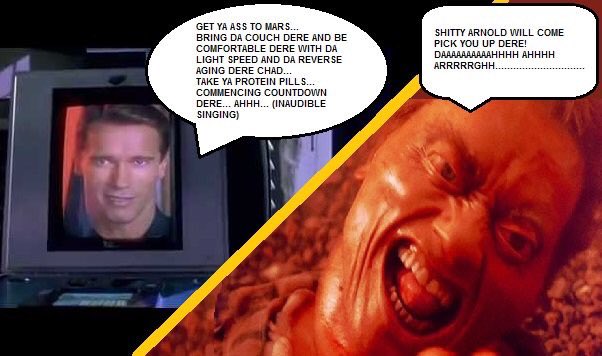 GET YA ASS TO MARS...
BRING DA COUCH DERE AND BE
COMFORTABLE DERE WITH DA
LIGHT SPEED AND DA REVERSE
AGING DERE CHAD...
TAKE YA PROTEIN PILLS...
COMMENCING COUNTDOWN
DERE... AHHH... (INAUDIBLE
SINGING)
SHITTY ARNOLD WILL COME
PICK YOU UP DERE!
DAAAAAAAAAHHHH AHHHH
ARRRRRGHH..............................